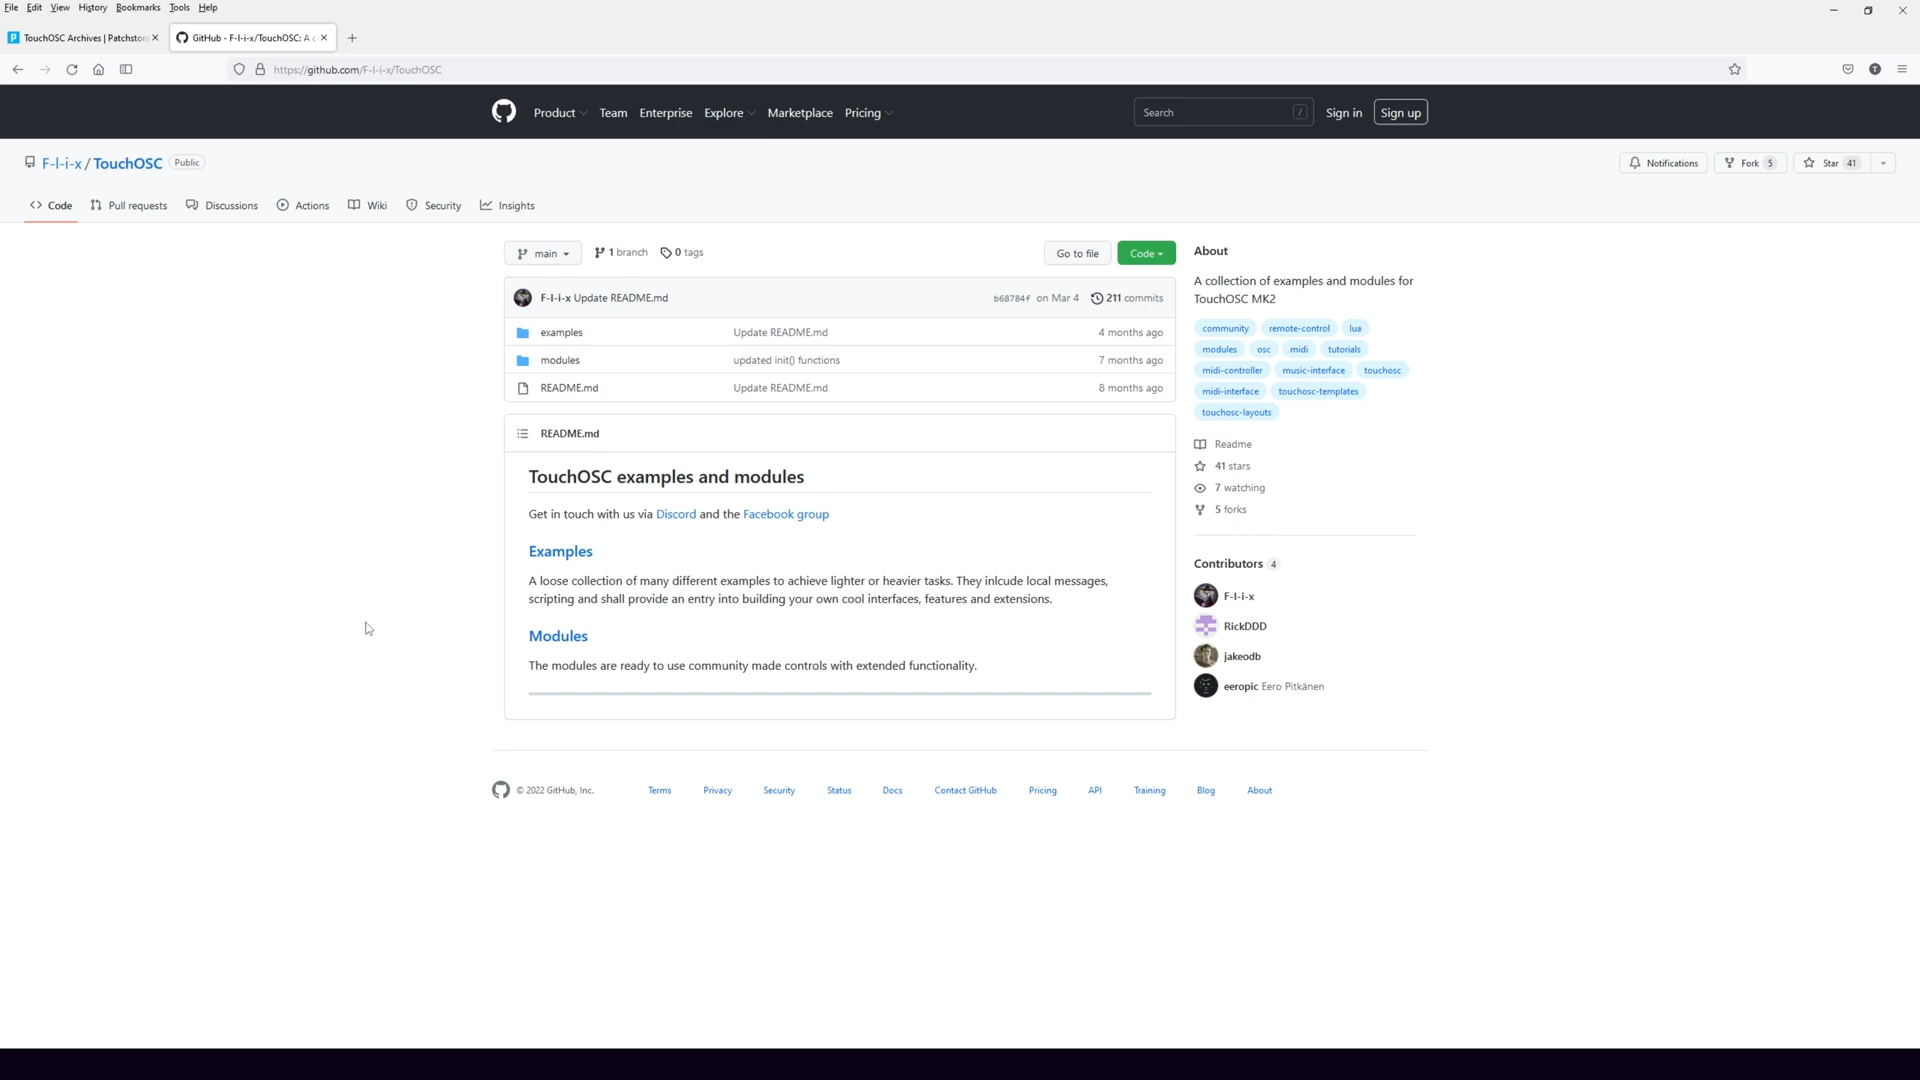 File Edit View History Bookmarks Tools Help
TouchOSC Archives | Patchstor
GitHub - F-l-i-x/TouchOSC: A c
https://github.com/F-l-i-x/TouchOSC
Product Team Enterprise Explore Marketplace Pricing Search / Sign in Sign up
F-l-i-x / TouchOSC Public
Notifications Fork 5 Star 41
Code Pull requests Discussions Actions Wiki Security Insights
main 1 branch 0 tags Go to file Code
F-l-i-x Update README.md b68784f on Mar 4 211 commits
examples Update README.md 4 months ago
modules updated init() functions 7 months ago
README.md Update README.md 8 months ago
README.md
TouchOSC examples and modules
Get in touch with us via Discord and the Facebook group
Examples
A loose collection of many different examples to achieve lighter or heavier tasks. They inlcude local messages,
scripting and shall provide an entry into building your own cool interfaces, features and extensions.
Modules
The modules are ready to use community made controls with extended functionality.
About
A collection of examples and modules for
TouchOSC MK2
community remote-control lua
modules osc midi tutorials
midi-controller music-interface touchosc
midi-interface touchosc-templates
touchosc-layouts
Readme
41 stars
7 watching
5 forks
Contributors 4
F-l-i-x
RickDDD
jakeodb
eeropic Eero Pitkänen
© 2022 GitHub, Inc. Terms Privacy Security Status Docs Contact GitHub Pricing API Training Blog About